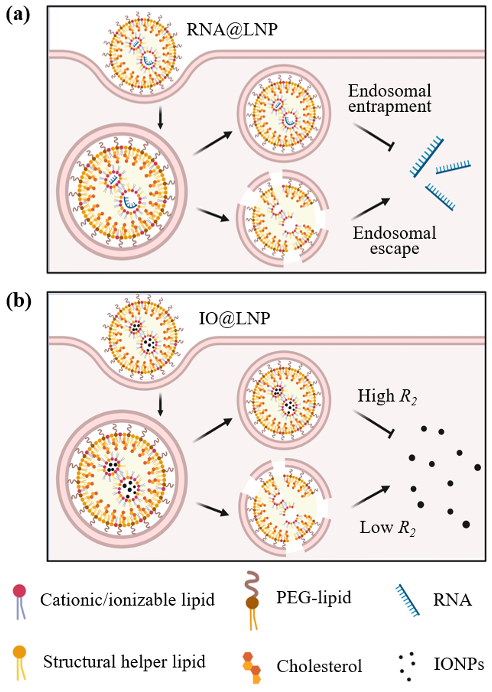 (a)
RNA@LNP
Endosomal
entrapment
Endosomal
escape
(b)
IO@LNP
High R₂
Low R₂
Cationic/ionizable lipid
PEG-lipid
RNA
Structural helper lipid
Cholesterol
IONPs